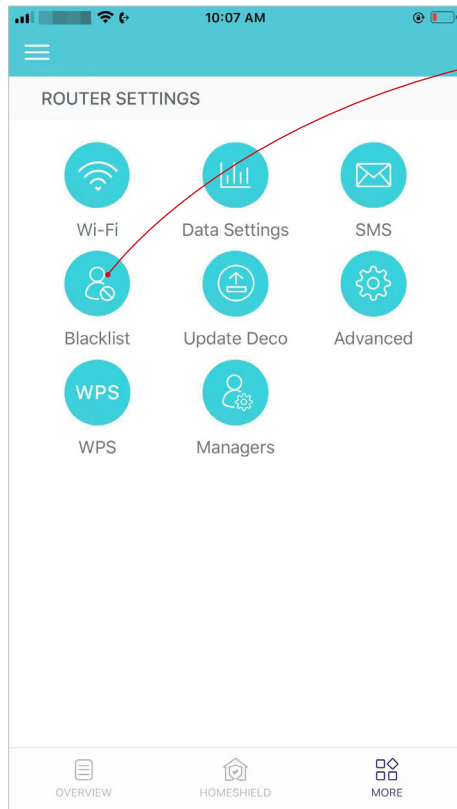 10:07 AM
ROUTER SETTINGS
Wi-Fi Data Settings SMS
Blacklist Update Deco Advanced
WPS
WPS Managers
OVERVIEW HOMESHIELD MORE